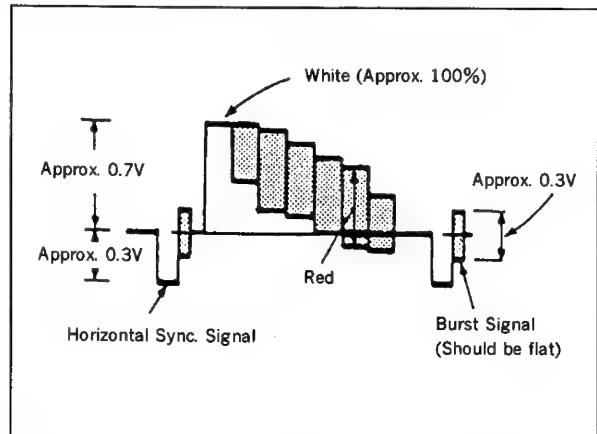 White (Approx. 100%)
Approx. 0.7V
Approx. 0.3V
Approx. 0.3V
Red
Horizontal Sync. Signal
Burst Signal
(Should be flat)